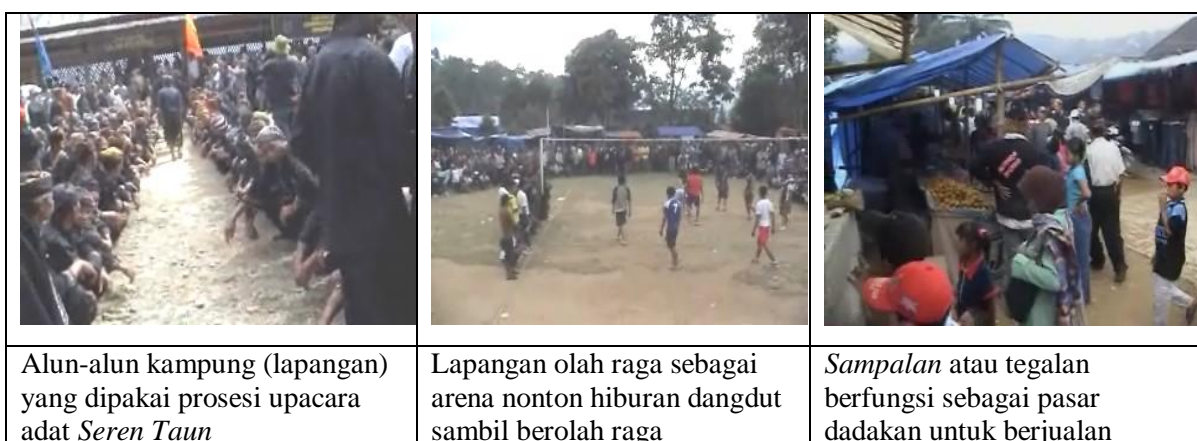 Alun-alun kampung (lapangan)
yang dipakai prosesi upacara
adat Seren Taun
Lapangan olah raga sebagai
arena nonton hiburan dangdut
sambil berolah raga
Sampalan atau tegalan
berfungsi sebagai pasar
dadakan untuk berjualan